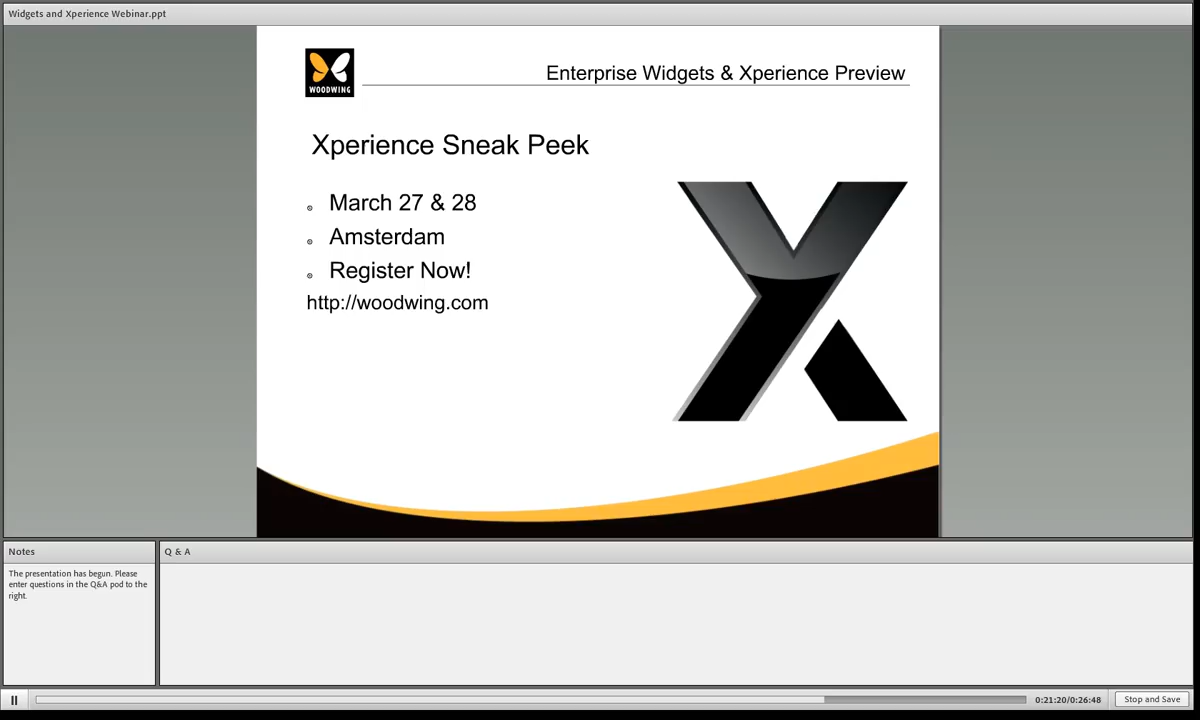 Widgets and Xperience Webinar.ppt
WOODWING
Enterprise Widgets & Xperience Preview
Xperience Sneak Peek
March 27 & 28
Amsterdam
Register Now!
http://woodwing.com
X
Notes
Q & A
The presentation has begun. Please
enter questions in the Q&A pod to the
right.
0:21:20/0:26:48
Stop and Save